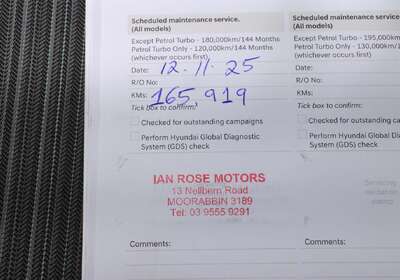 Scheduled maintenance service.
(All models)
Except Petrol Turbo - 180,000km/144 Months
Petrol Turbo Only - 120,000km/144 Months
(whichever occurs first)
Date: 12.11.25
R/O No:
KMs: 165,919
Tick box to confirm:
Checked for outstanding campaigns
Perform Hyundai Global Diagnostic
System (GDS) check
IAN ROSE MOTORS
13 Nellbern Road
MOORABBIN 3189
Tel: 03 9555 9291
Comments:
Scheduled maintenance service
(All models)
Except Petrol Turbo - 195,000k
Petrol Turbo Only - 130,000km
(whichever occurs first)
Date:
R/O No:
KMs:
Tick box to confirm:
Checked for outstanding ca
Perform Hyundai Global Di
System (GDS) check
Servicing
Comments: